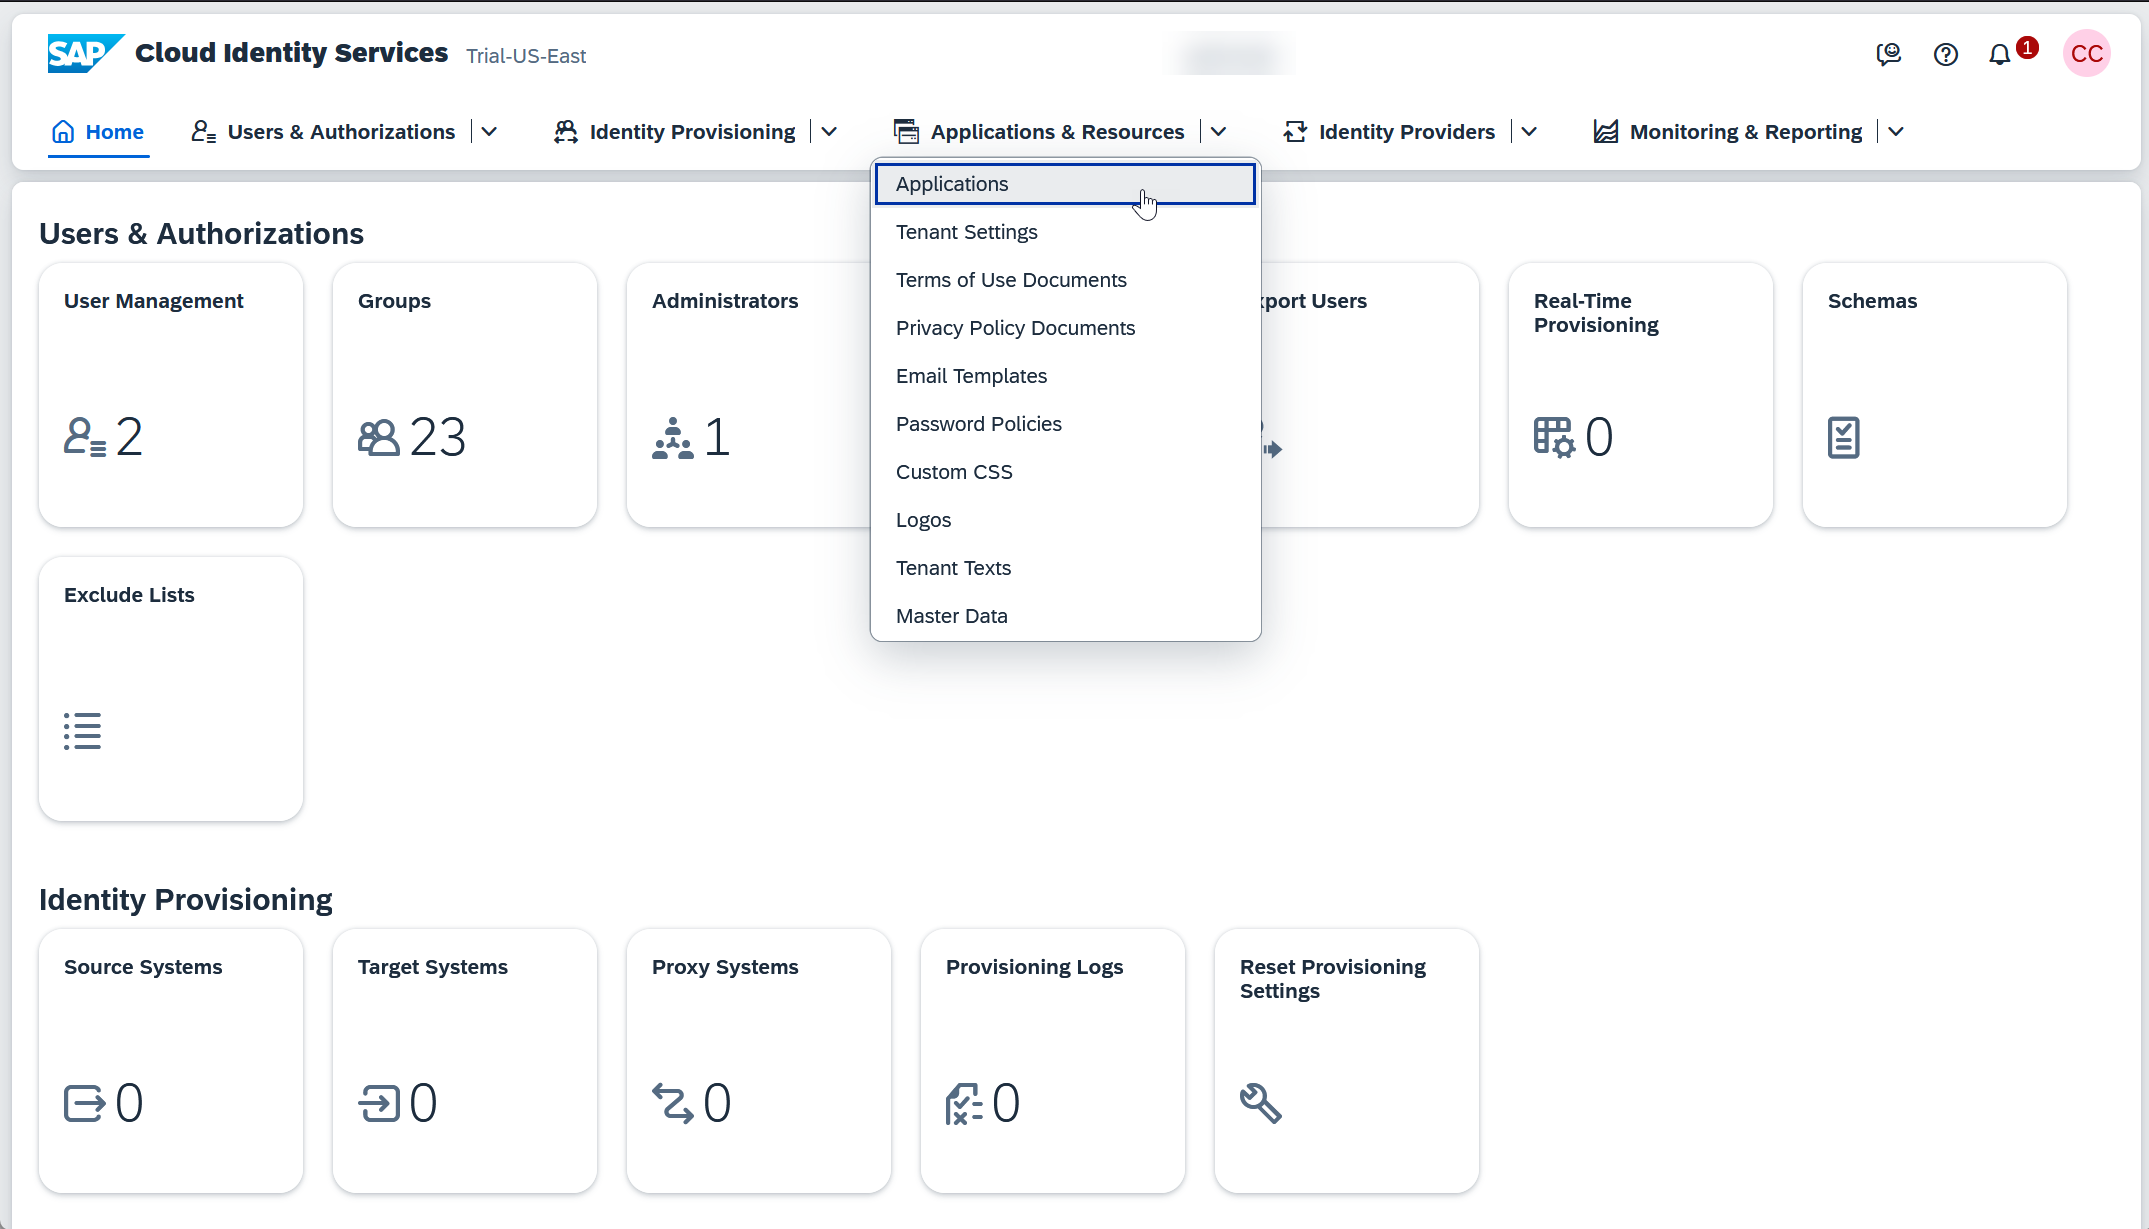 SAP Cloud Identity Services Trial-US-East
1 CC
Home Users & Authorizations Identity Provisioning Applications & Resources Identity Providers Monitoring & Reporting
Applications
Tenant Settings
Terms of Use Documents
Privacy Policy Documents
Email Templates
Password Policies
Custom CSS
Logos
Tenant Texts
Master Data
Users & Authorizations
User Management
2
Groups
23
Administrators
1
port Users
Real-Time
Provisioning
0
Schemas
Exclude Lists
Identity Provisioning
Source Systems
0
Target Systems
0
Proxy Systems
0
Provisioning Logs
0
Reset Provisioning
Settings